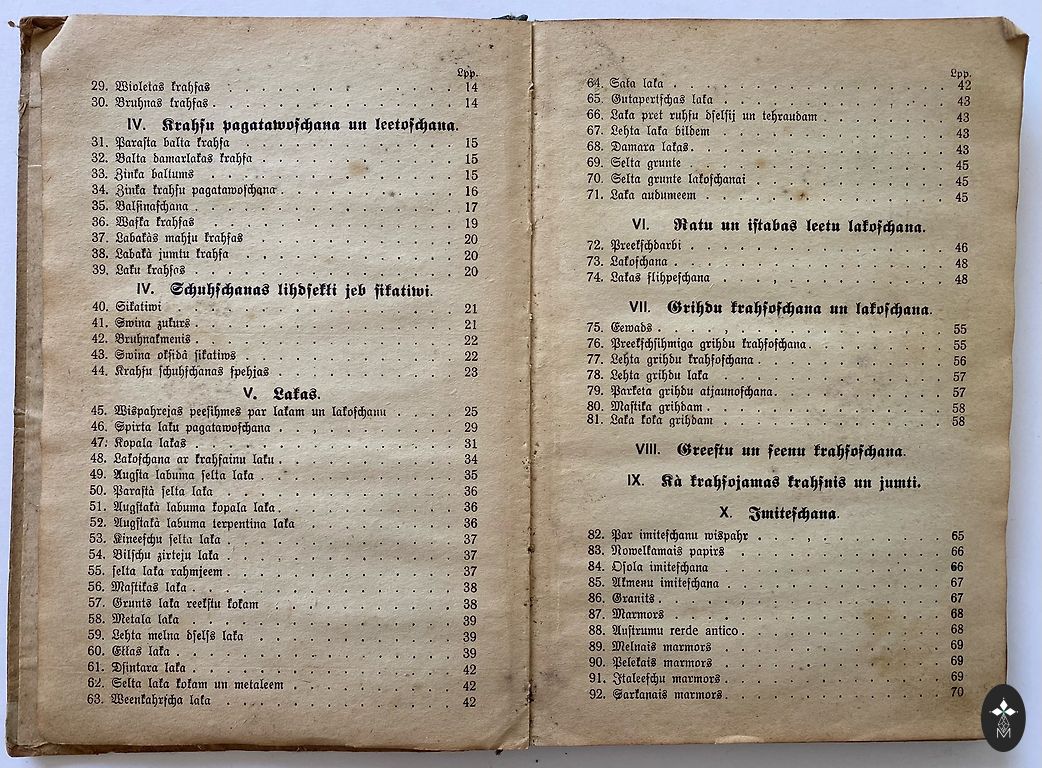 Lpp.
29. Wioletas krahsas 14
30. Bruhnas krahsas 14
IV. Krahsu pagatawoschana un leetoschana.
31. Parasta balta krahsa 15
32. Balta damarlakas krahsa 15
33. Zinka baltums 15
34. Zinka krahsu pagatawoschana 16
35. Balsinaschana 17
36. Waska krahsas 19
37. Labakàs mahju krahsas 20
38. Labakà jumtu krahsa 20
39. Laku krahsas 20
IV. Schuhschanas lihdsekli jeb sikatiwi.
40. Sikatiwi 21
41. Swina zukurs 21
42. Bruhnakmenis 22
43. Swina oksidà sikatiws 22
44. Krahsu schuhschanas spehjas 23
V. Lakas.
45. Wispahrejas peesihmes par lakam un lakoschanu 25
46. Spirta laku pagatawoschana 29
47. Kopala lakas 31
48. Lakoschana ar krahsainu laku 34
49. Augsta labuma selta laka 35
50. Parastà selta laka 36
51. Augstakà labuma kopala laka 36
52. Augstakà labuma terpentina laka 36
53. Kineeschu selta laka 37
54. Bilschu zirteju laka 37
55. selta laka rahmjeem 37
56. Mastikas laka 38
57. Grunts laka reekstu kokam 38
58. Metala laka 39
59. Lehta melna dselss laka 39
60. Ellas laka 39
61. Dsintara laka 42
62. Selta laka kokam un metaleem 42
63. Weenkahrscha laka 42
Lpp.
64. Sala laka 42
65. Gutapertschas laka 43
66. Laka pret ruhsu dselsij un tehraudam 43
67. Lehta laka bildem 43
68. Damara lakas 43
69. Selta grunte 45
70. Selta grunte lakoschanai 45
71. Laka audumeem 45
VI. Ratu un istabas leetu lakoschana.
72. Preekschdarbi 46
73. Lakoschana 48
74. Lakas slihpeschana 48
VII. Grihdu krahsoschana un lakoschana.
75. Eewads 55
76. Preekschsihmiga grihdu krahsoschana 55
77. Lehta grihdu krahsoschana 56
78. Lehta grihdu laka 57
79. Parketa grihdu atjaunoschana 57
80. Mastika grihdam 58
81. Laka koka grihdam 58
VIII. Greestu un seenu krahsoschana.
IX. Kà krahsojamas krahsnis un jumti.
X. Imiteschana.
82. Par imiteschanu wispahr 65
83. Nowelkamais papirs 66
84. Osola imiteschana 66
85. Akmenu imiteschana 67
86. Granits 67
87. Marmors 68
88. Austrumu rerde antico 68
89. Melnais marmors 69
90. Pelekais marmors 69
91. Italeeschu marmors 69
92. Sarkanais marmors 70
M